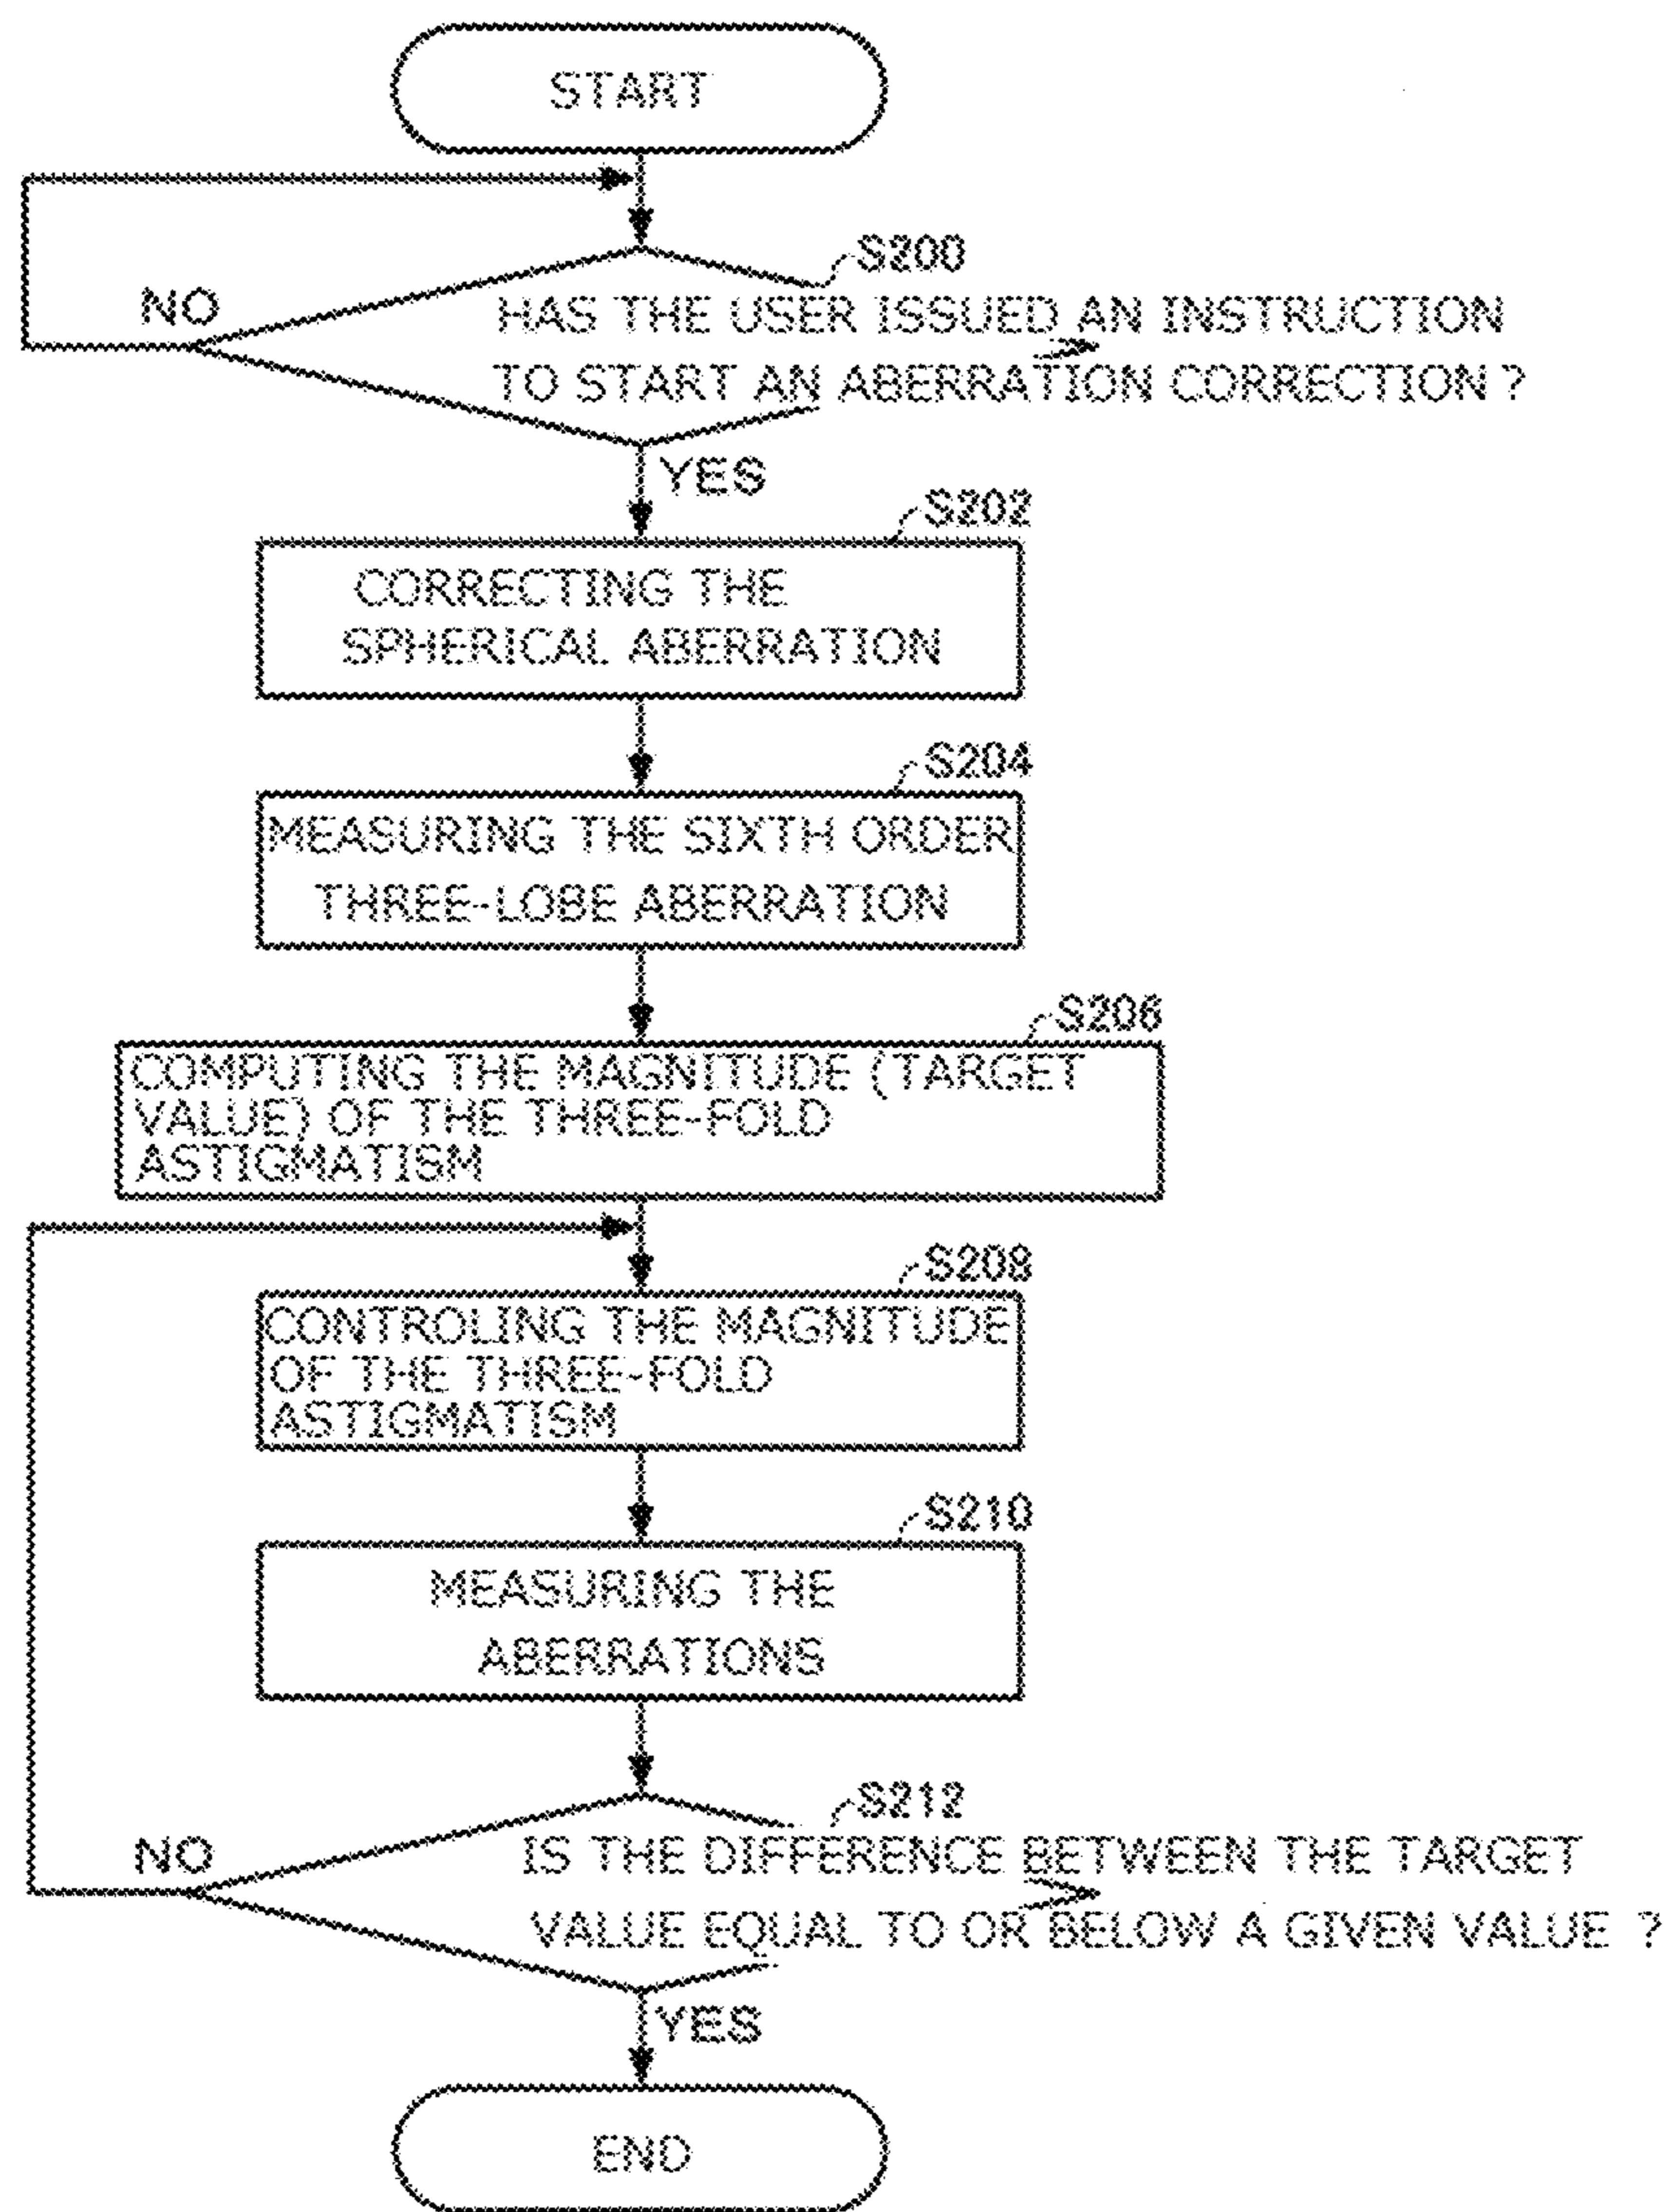 START
S200
NO
HAS THE USER ISSUED AN INSTRUCTION
TO START AN ABERRATION CORRECTION ?
YES
S202
CORRECTING THE
SPHERICAL ABERRATION
S204
MEASURING THE SIXTH ORDER
THREE-LOBE ABERRATION
S206
COMPUTING THE MAGNITUDE (TARGET
VALUE) OF THE THREE-FOLD
ASTIGMATISM
S208
CONTROLING THE MAGNITUDE
OF THE THREE-FOLD
ASTIGMATISM
S210
MEASURING THE
ABERRATIONS
S212
NO
IS THE DIFFERENCE BETWEEN THE TARGET
VALUE EQUAL TO OR BELOW A GIVEN VALUE ?
YES
END